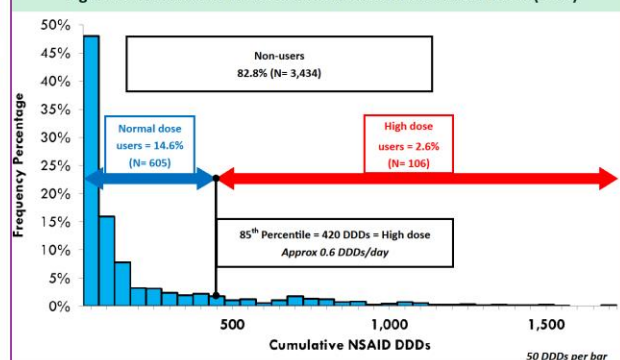 50%
45%
40%
35%
30%
25%
20%
15%
10%
5%
0%
Frequency Percentage
Non-users
82.8% (N= 3,434)
Normal dose
users = 14.6%
(N= 605)
High dose
users = 2.6%
(N= 106)
85th Percentile = 420 DDDs = High dose
Approx 0.6 DDDs/day
500
1,000
1,500
Cumulative NSAID DDDs
50 DDDs per bar